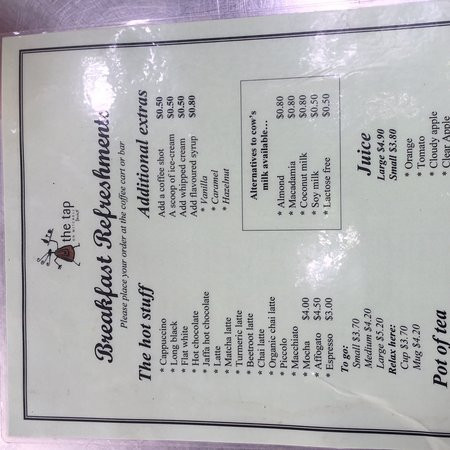 the tap
Breakfast Refreshments
Please place your order at the coffee cart or bar
The hot stuff
* Cappuccino
* Long black
* Flat white
* Hot chocolate
* Jaffa hot chocolate
* Latte
* Matcha latte
* Turmeric latte
* Beetroot latte
* Chai latte
* Organic chai latte
* Piccolo
* Macchiato
* Mocha $4.00
* Affogato $4.50
* Espresso $3.00
To go:
Small $3.70
Medium $4.20
Large $5.20
Relax here:
Cup $3.70
Mug $4.20
Pot of tea
Additional extras
Add a coffee shot $0.50
A scoop of ice-cream $0.50
Add whipped cream $0.50
Add flavoured syrup $0.80
* Vanilla
* Caramel
* Hazelnut
Alternatives to cow's
milk available...
* Almond $0.80
* Macadamia $0.80
* Coconut milk $0.80
* Soy milk $0.50
* Lactose free $0.50
Juice
Large $4.90
Small $3.80
* Orange
* Tomato
* Cloudy apple
* Clear Apple